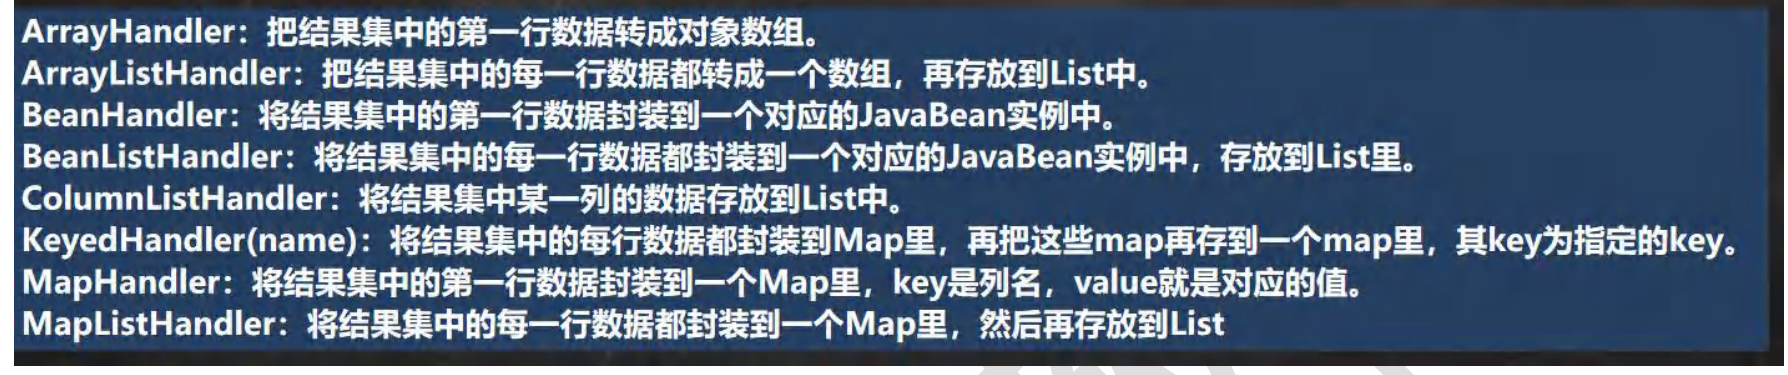 ArrayHandler：把结果集中的第一行数据转成对象数组。
ArrayListHandler：把结果集中的每一行数据都转成一个数组，再存放到List中。
BeanHandler：将结果集中的第一行数据封装到一个对应的JavaBean实例中。
BeanListHandler：将结果集中的每一行数据都封装到一个对应的JavaBean实例中，存放到List里。
ColumnListHandler：将结果集中某一列的数据存放到List中。
KeyedHandler(name)：将结果集中的每行数据都封装到Map里，再把这些map再存到一个map里，其key为指定的key。
MapHandler：将结果集中的第一行数据封装到一个Map里，key是列名，value就是对应的值。
MapListHandler：将结果集中的每一行数据都封装到一个Map里，然后再存放到List